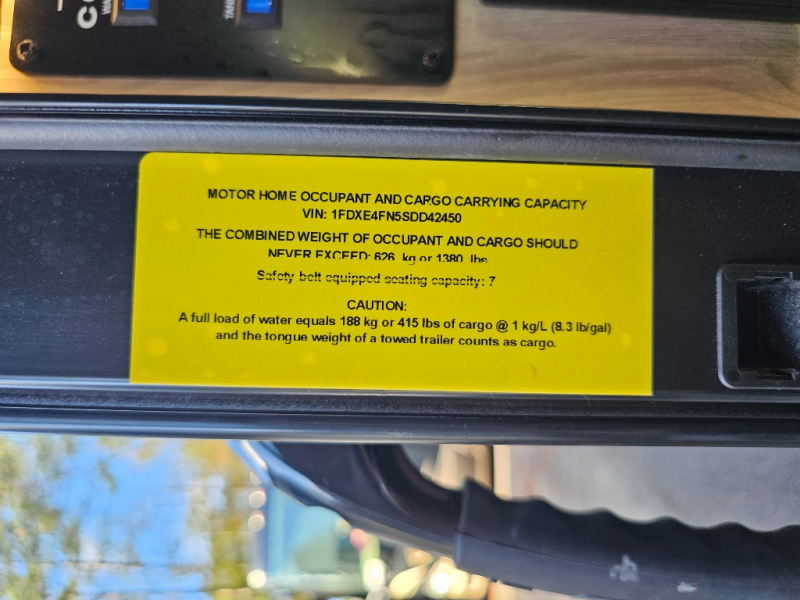 MOTOR HOME OCCUPANT AND CARGO CARRYING CAPACITY
VIN: 1FDXE4FN5SDD42450
THE COMBINED WEIGHT OF OCCUPANT AND CARGO SHOULD
NEVER EXCEED: 626 kg or 1380 lbs
Safety belt equipped seating capacity: 7
CAUTION:
A full load of water equals 188 kg or 415 lbs of cargo @ 1 kg/L (8.3 lb/gal)
and the tongue weight of a towed trailer counts as cargo.